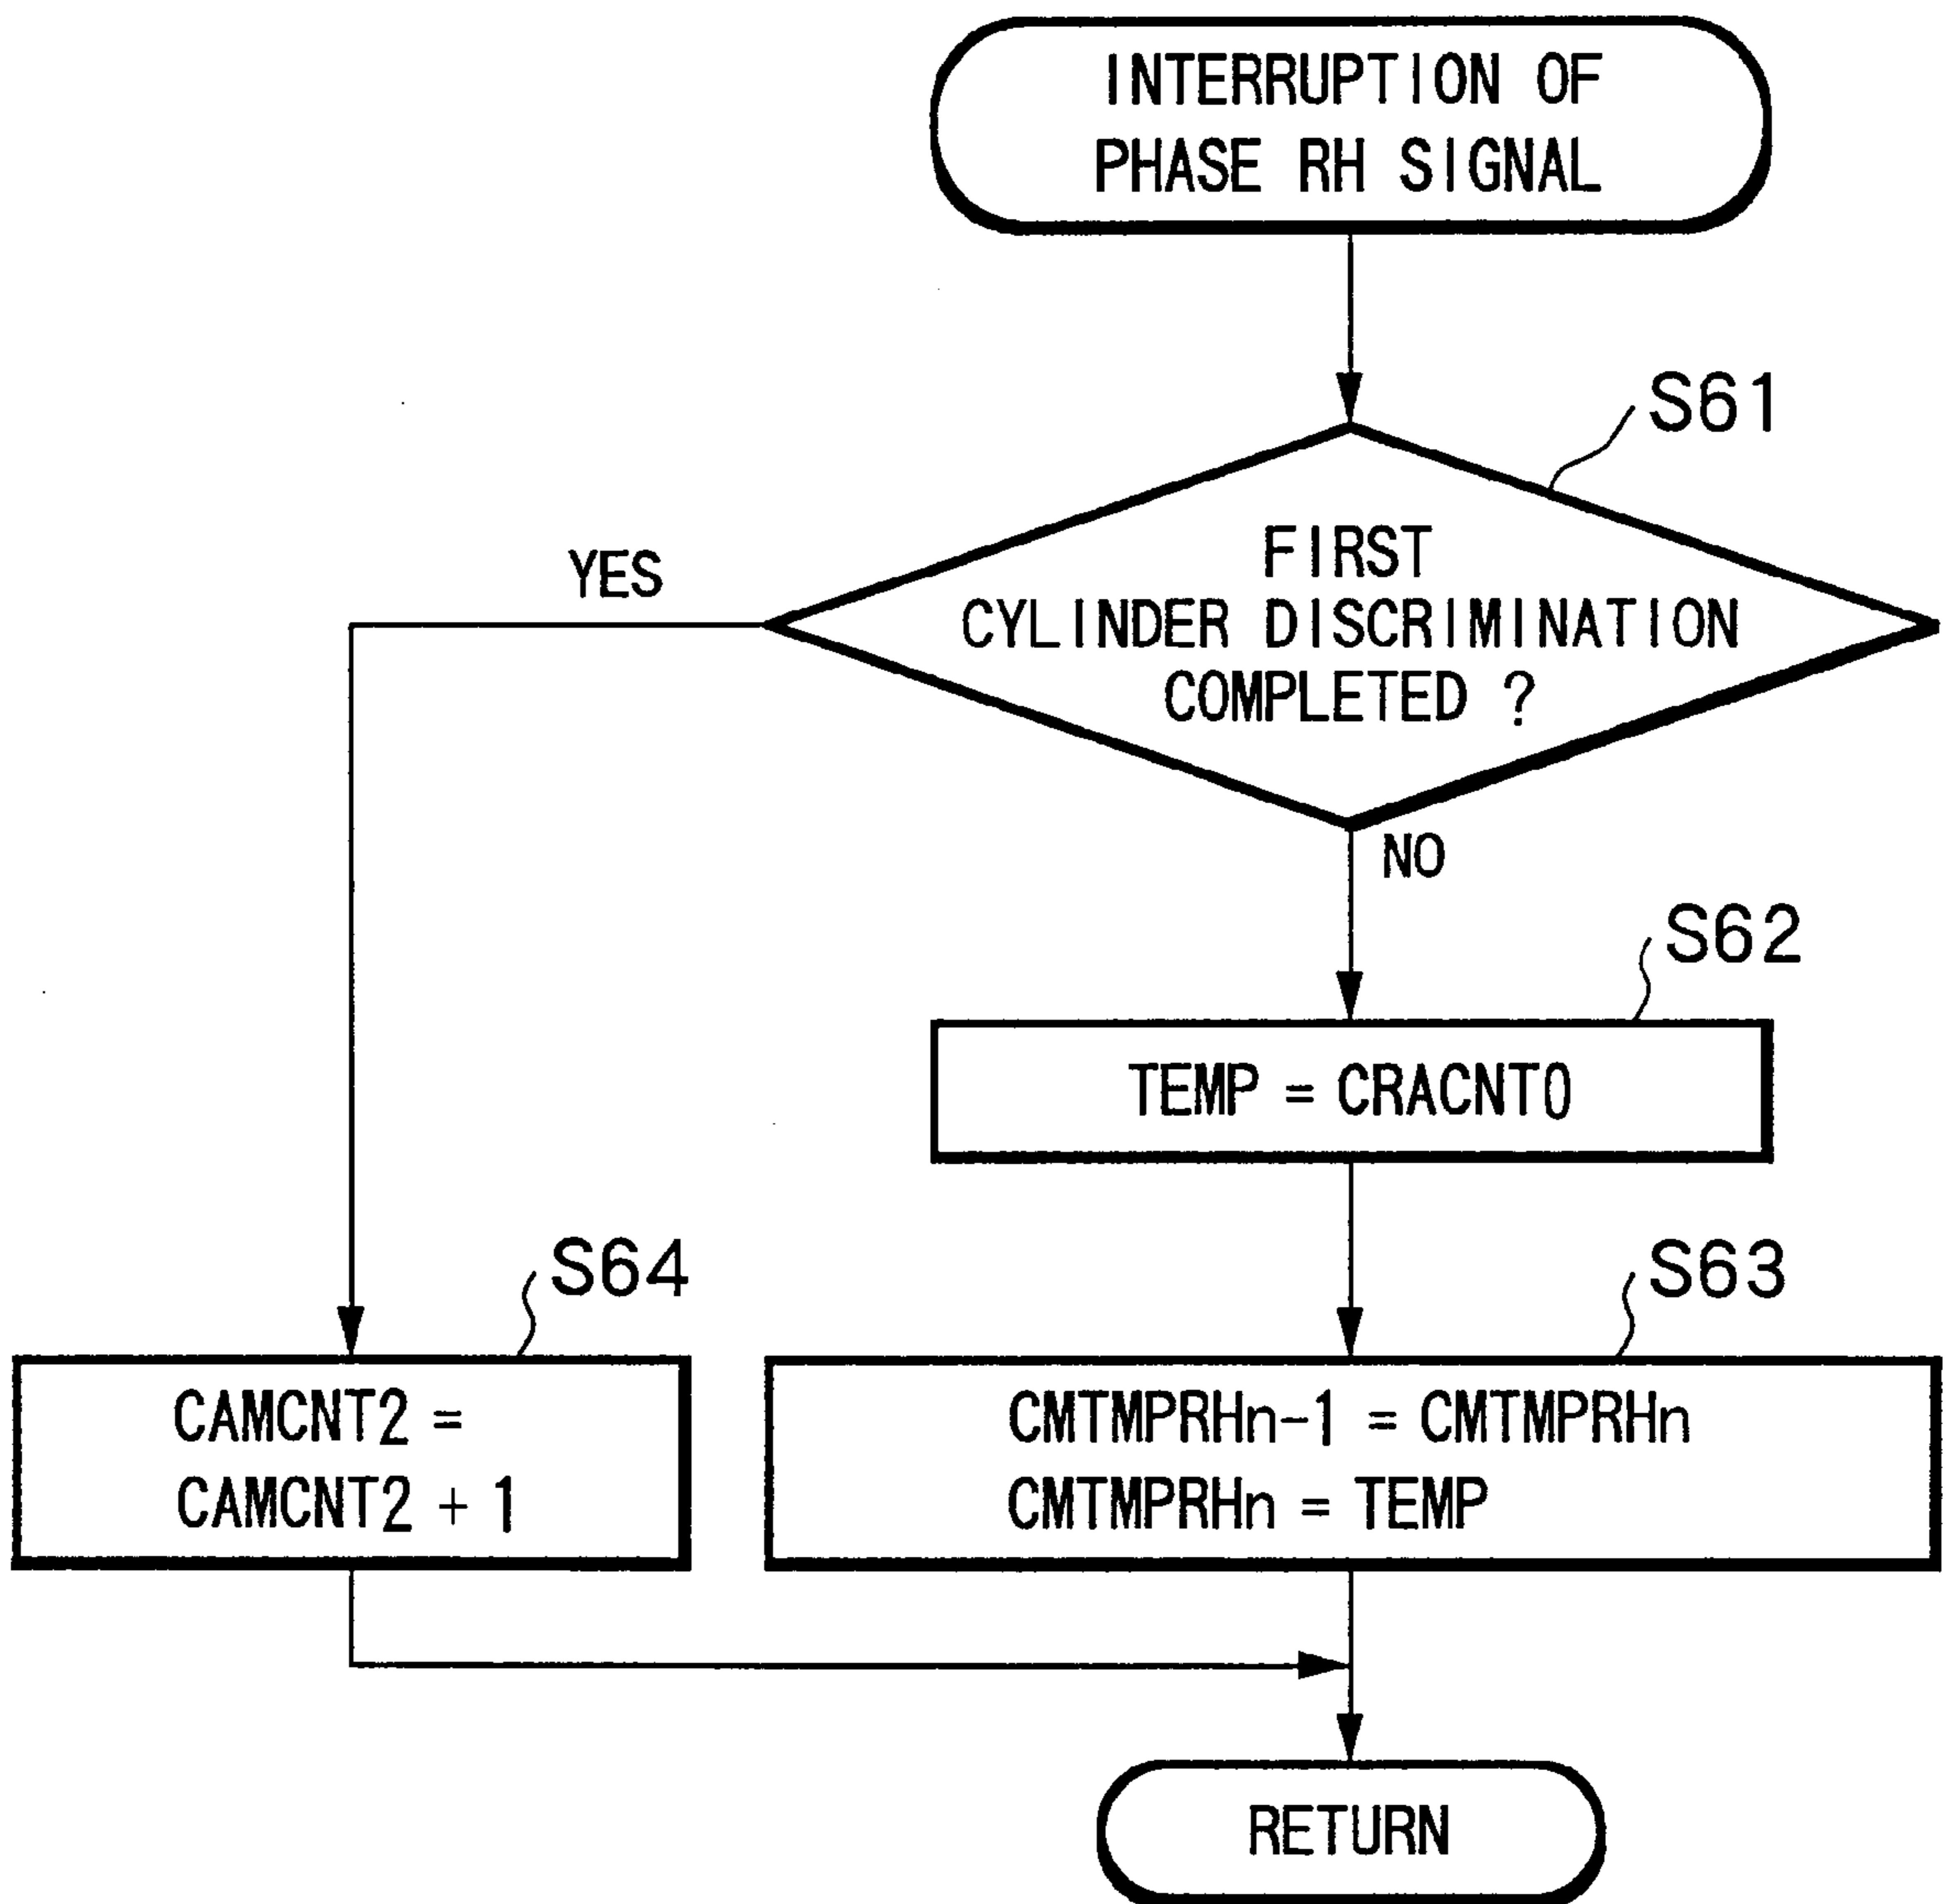 INTERRUPTION OF
PHASE RH SIGNAL
S61
FIRST
CYLINDER DISCRIMINATION
COMPLETED ?
YES
NO
S62
TEMP = CRACNT0
S64
CAMCNT2 =
CAMCNT2 + 1
S63
CMTMPRHn-1 = CMTMPRHn
CMTMPRHn = TEMP
RETURN